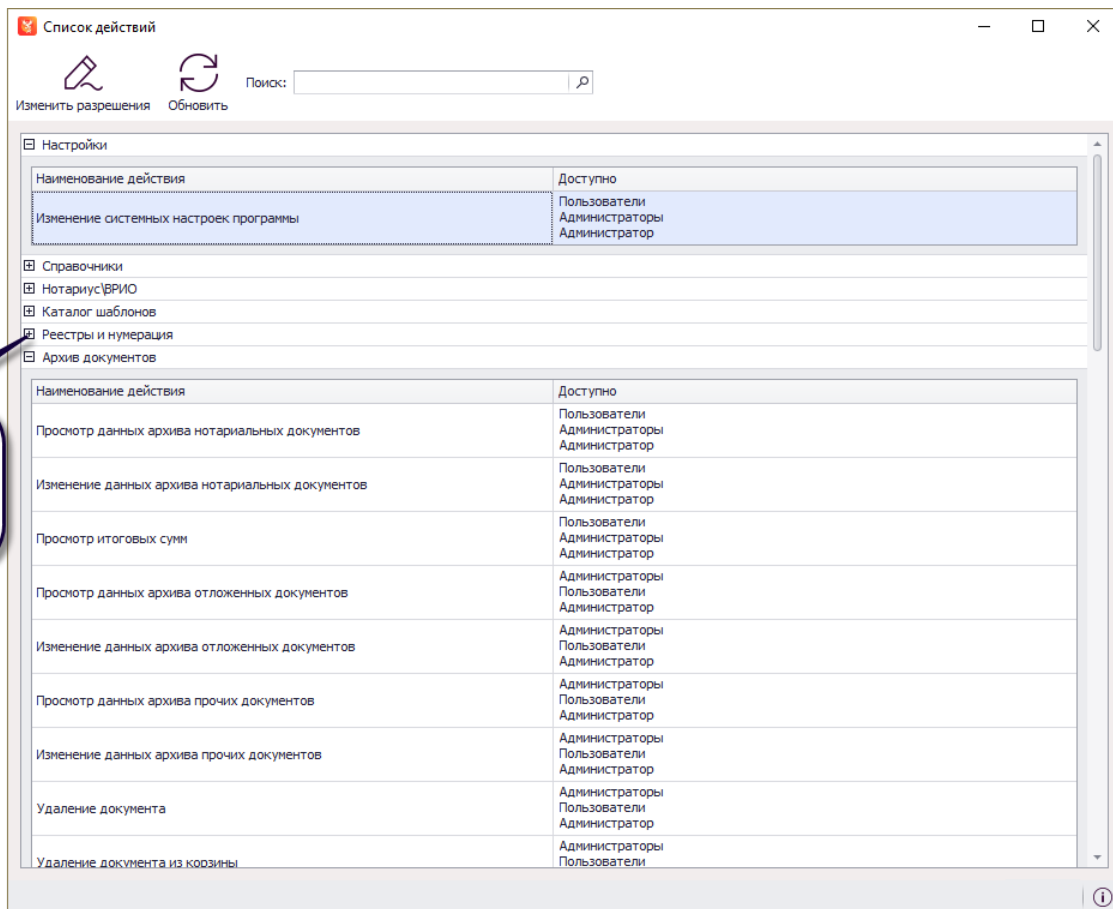 Список действий
Изменить разрешения
Обновить
Поиск:
Настройки
Наименование действия
Доступно
Изменение системных настроек программы
Пользователи
Администраторы
Администратор
Справочники
Нотариус\ВРИО
Каталог шаблонов
Реестры и нумерация
Архив документов
Наименование действия
Доступно
Просмотр данных архива нотариальных документов
Пользователи
Администраторы
Администратор
Изменение данных архива нотариальных документов
Пользователи
Администраторы
Администратор
Просмотр итоговых сумм
Пользователи
Администраторы
Администратор
Просмотр данных архива отложенных документов
Администраторы
Пользователи
Администратор
Изменение данных архива отложенных документов
Администраторы
Пользователи
Администратор
Просмотр данных архива прочих документов
Администраторы
Пользователи
Администратор
Изменение данных архива прочих документов
Администраторы
Пользователи
Администратор
Удаление документа
Администраторы
Пользователи
Администратор
Удаление документа из корзины
Администраторы
Пользователи